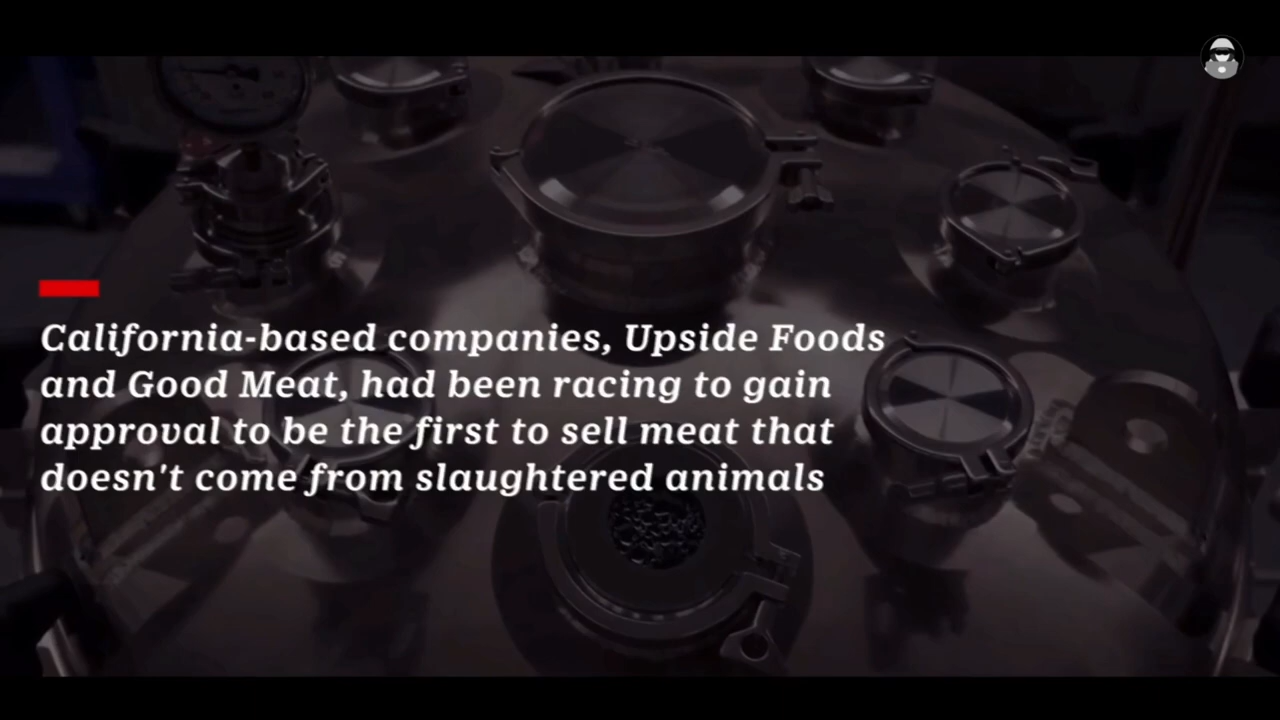 California-based companies, Upside Foods
and Good Meat, had been racing to gain
approval to be the first to sell meat that
doesn't come from slaughtered animals